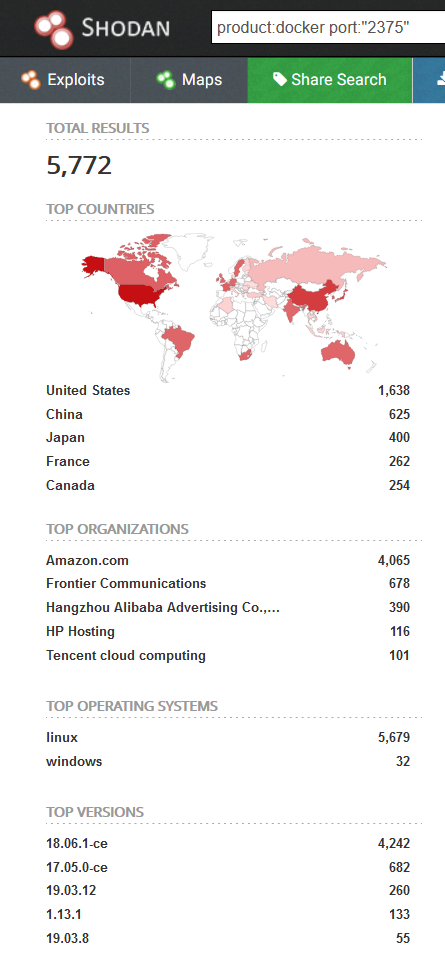 SHODAN
product:docker port:"2375"
Exploits
Maps
Share Search
TOTAL RESULTS
5,772
TOP COUNTRIES
United States 1,638
China 625
Japan 400
France 262
Canada 254
TOP ORGANIZATIONS
Amazon.com 4,065
Frontier Communications 678
Hangzhou Alibaba Advertising Co.,... 390
HP Hosting 116
Tencent cloud computing 101
TOP OPERATING SYSTEMS
linux 5,679
windows 32
TOP VERSIONS
18.06.1-ce 4,242
17.05.0-ce 682
19.03.12 260
1.13.1 133
19.03.8 55